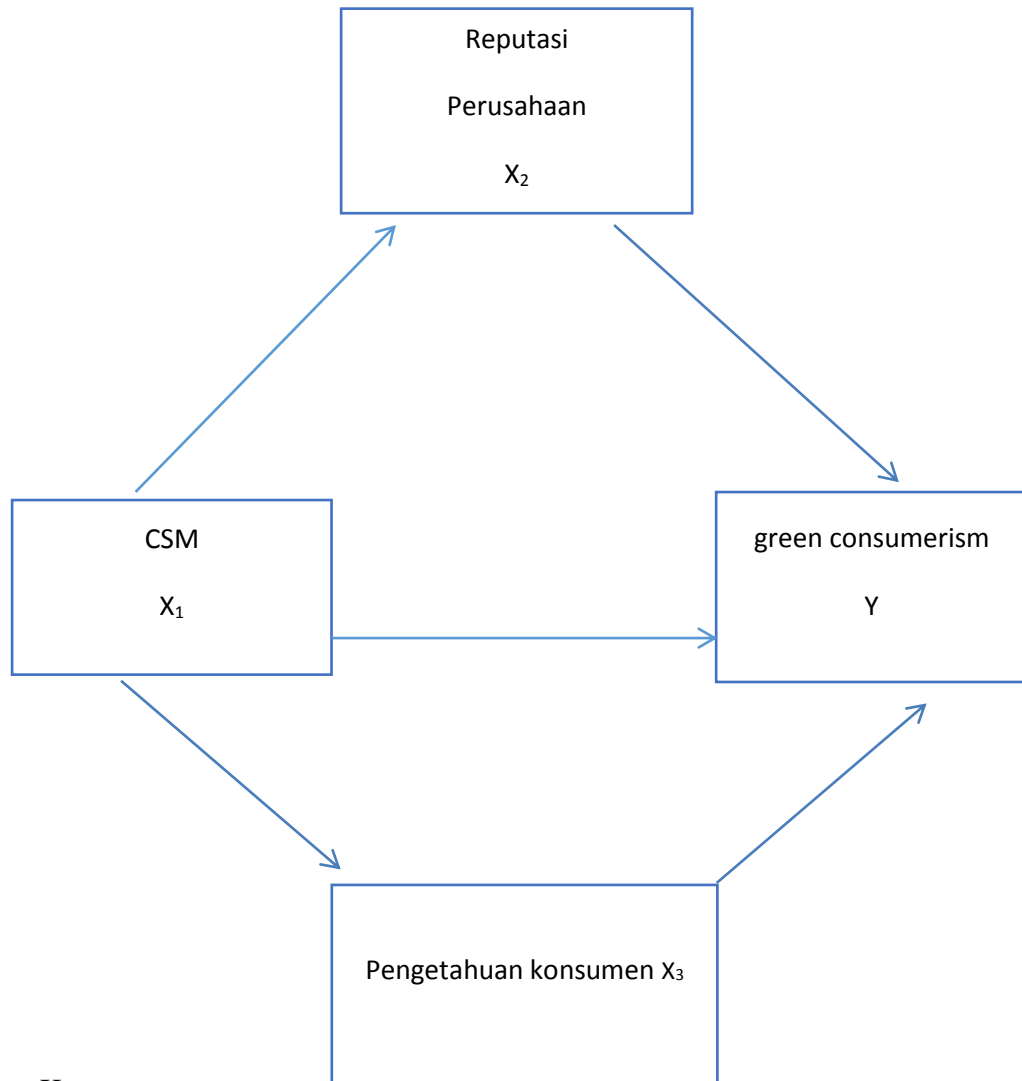 Reputasi
Perusahaan
X₂
CSM
X₁
green consumerism
Y
Pengetahuan konsumen X₃